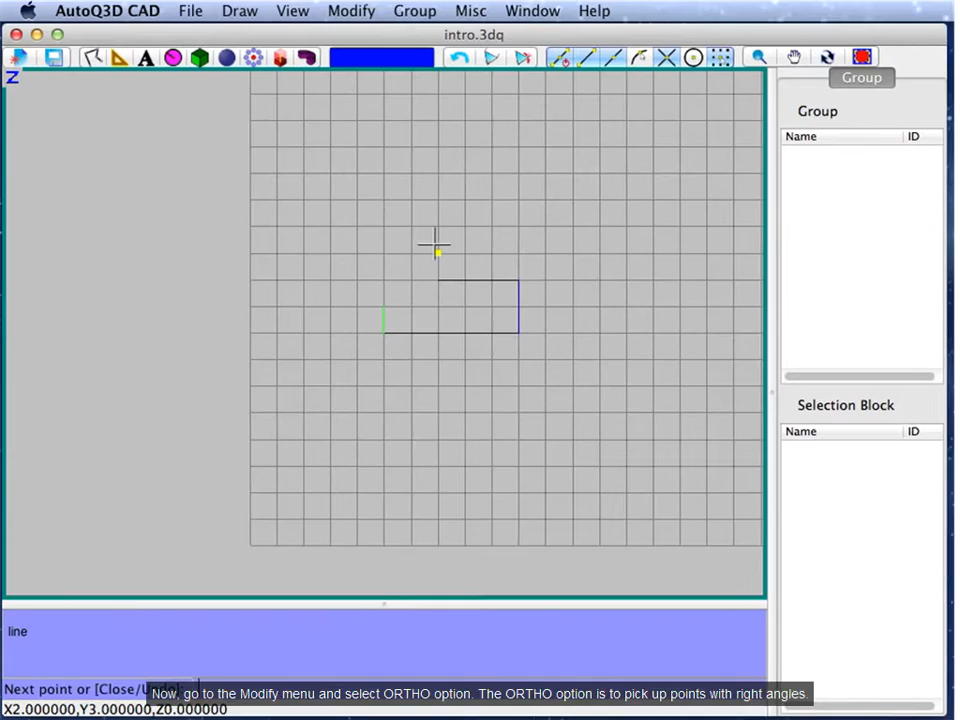 AutoQ3D CAD File Draw View Modify Group Misc Window Help
intro.3dq
A
Z
Group
Group
Name ID
Selection Block
Name ID
line
Next point or [Close/Undo]:
Now, go to the Modify menu and select ORTHO option. The ORTHO option is to pick up points with right angles.
X2.000000,Y3.000000,Z0.000000